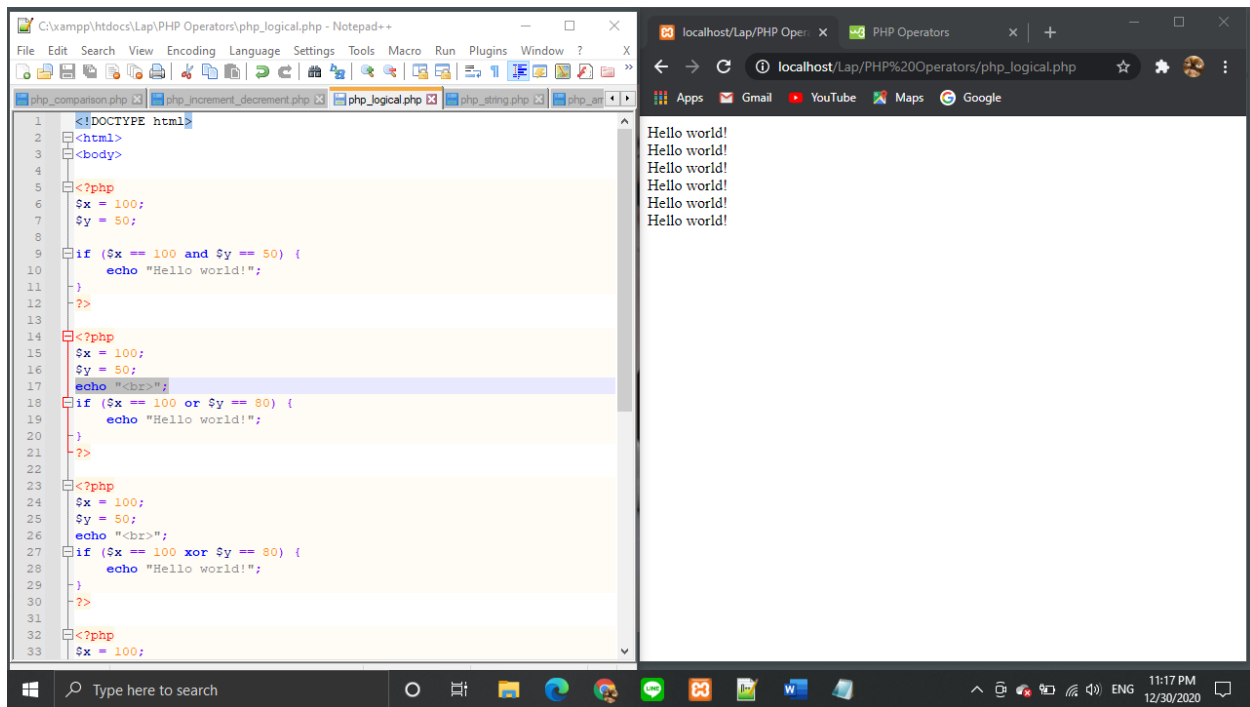 C:\xampp\htdocs\Lap\PHP Operators\php_logical.php - Notepad++
File Edit Search View Encoding Language Settings Tools Macro Run Plugins Window ? X
php_comparison.php php_increment_decrement.php php_logical.php php_string.php php_arr
1 <!DOCTYPE html>
2 <html>
3 <body>
4
5 <?php
6 $x = 100;
7 $y = 50;
8
9 if ($x == 100 and $y == 50) {
10 echo "Hello world!";
11 }
12 ?>
13
14 <?php
15 $x = 100;
16 $y = 50;
17 echo "<br>";
18 if ($x == 100 or $y == 80) {
19 echo "Hello world!";
20 }
21 ?>
22
23 <?php
24 $x = 100;
25 $y = 50;
26 echo "<br>";
27 if ($x == 100 xor $y == 80) {
28 echo "Hello world!";
29 }
30 ?>
31
32 <?php
33 $x = 100;
localhost/Lap/PHP Oper PHP Operators
localhost/Lap/PHP%20Operators/php_logical.php
Apps Gmail YouTube Maps Google
Hello world!
Hello world!
Hello world!
Hello world!
Hello world!
Hello world!
Type here to search
ENG
11:17 PM
12/30/2020